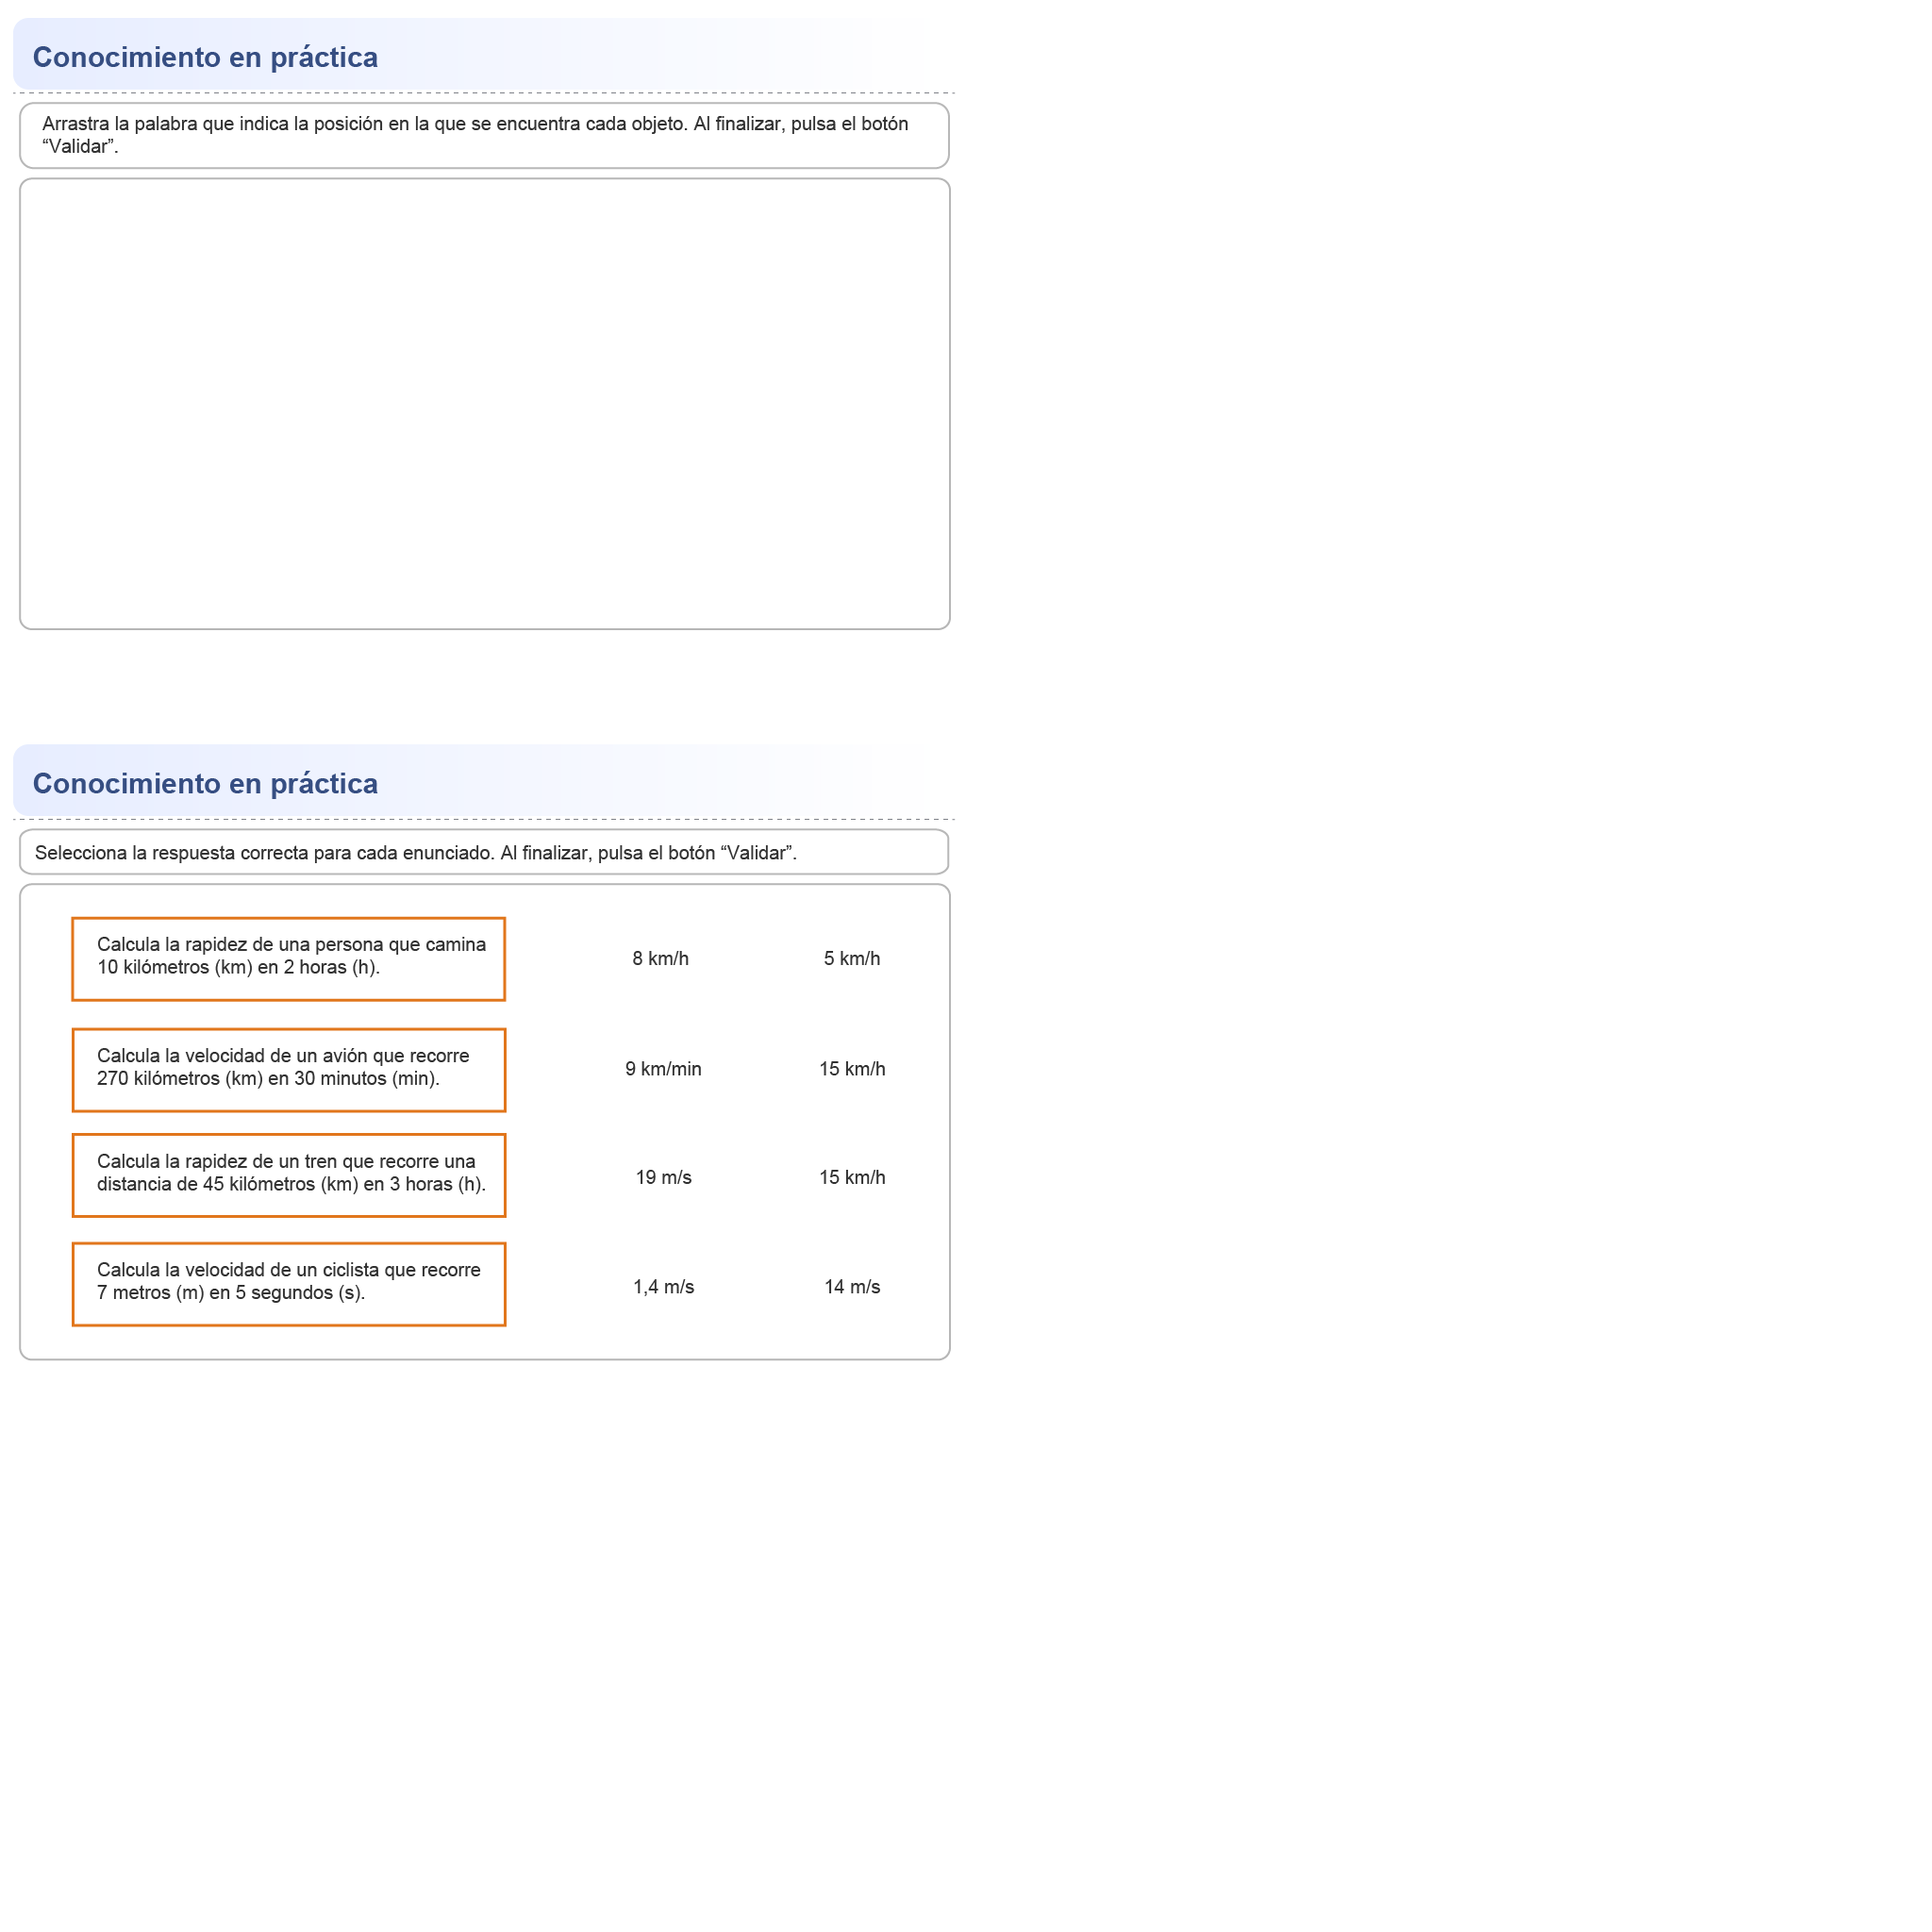 Conocimiento en práctica
Arrastra la palabra que indica la posición en la que se encuentra cada objeto. Al finalizar, pulsa el botón
“Validar”.
Conocimiento en práctica
Selecciona la respuesta correcta para cada enunciado. Al finalizar, pulsa el botón “Validar”.
Calcula la rapidez de una persona que camina
10 kilómetros (km) en 2 horas (h).
8 km/h
5 km/h
Calcula la velocidad de un avión que recorre
270 kilómetros (km) en 30 minutos (min).
9 km/min
15 km/h
Calcula la rapidez de un tren que recorre una
distancia de 45 kilómetros (km) en 3 horas (h).
19 m/s
15 km/h
Calcula la velocidad de un ciclista que recorre
7 metros (m) en 5 segundos (s).
1,4 m/s
14 m/s